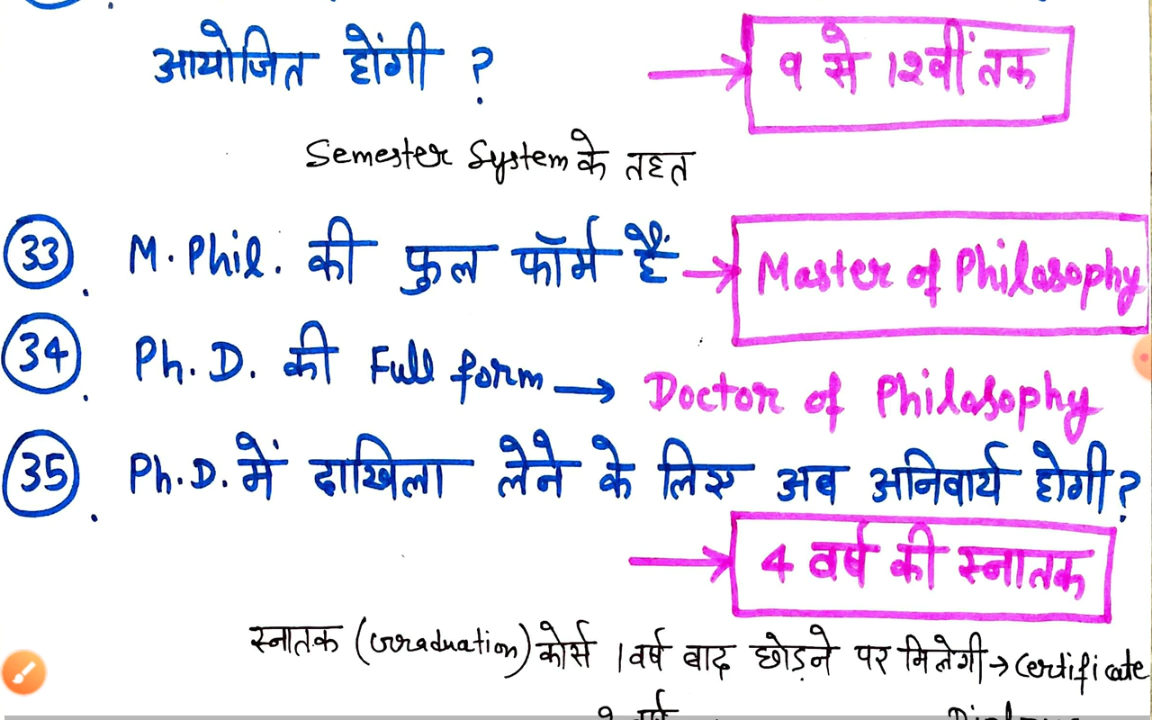 आयोजित होंगी ? → 9 से 12वीं तक
Semester System के तहत
33. M. Phil. की फुल फॉर्म है → Master of Philosophy
34. Ph. D. की Full form → Doctor of Philosophy
35. Ph. D. में दाखिला लेने के लिए अब अनिवार्य होगी?
→ 4 वर्ष की स्नातक
स्नातक (Graduation) कोर्स 1 वर्ष बाद छोड़ने पर मिलेगी → Certificate